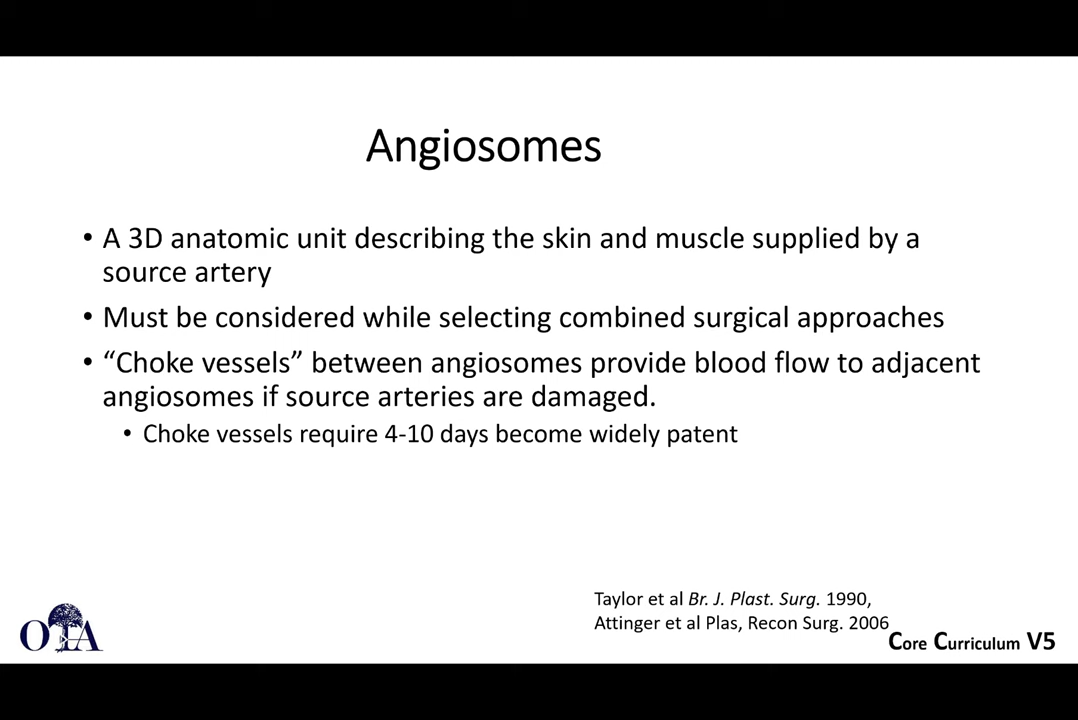 Angiosomes
• A 3D anatomic unit describing the skin and muscle supplied by a
source artery
• Must be considered while selecting combined surgical approaches
• “Choke vessels” between angiosomes provide blood flow to adjacent
angiosomes if source arteries are damaged.
• Choke vessels require 4-10 days become widely patent
Taylor et al Br. J. Plast. Surg. 1990,
Attinger et al Plas, Recon Surg. 2006
OTA
Core Curriculum V5